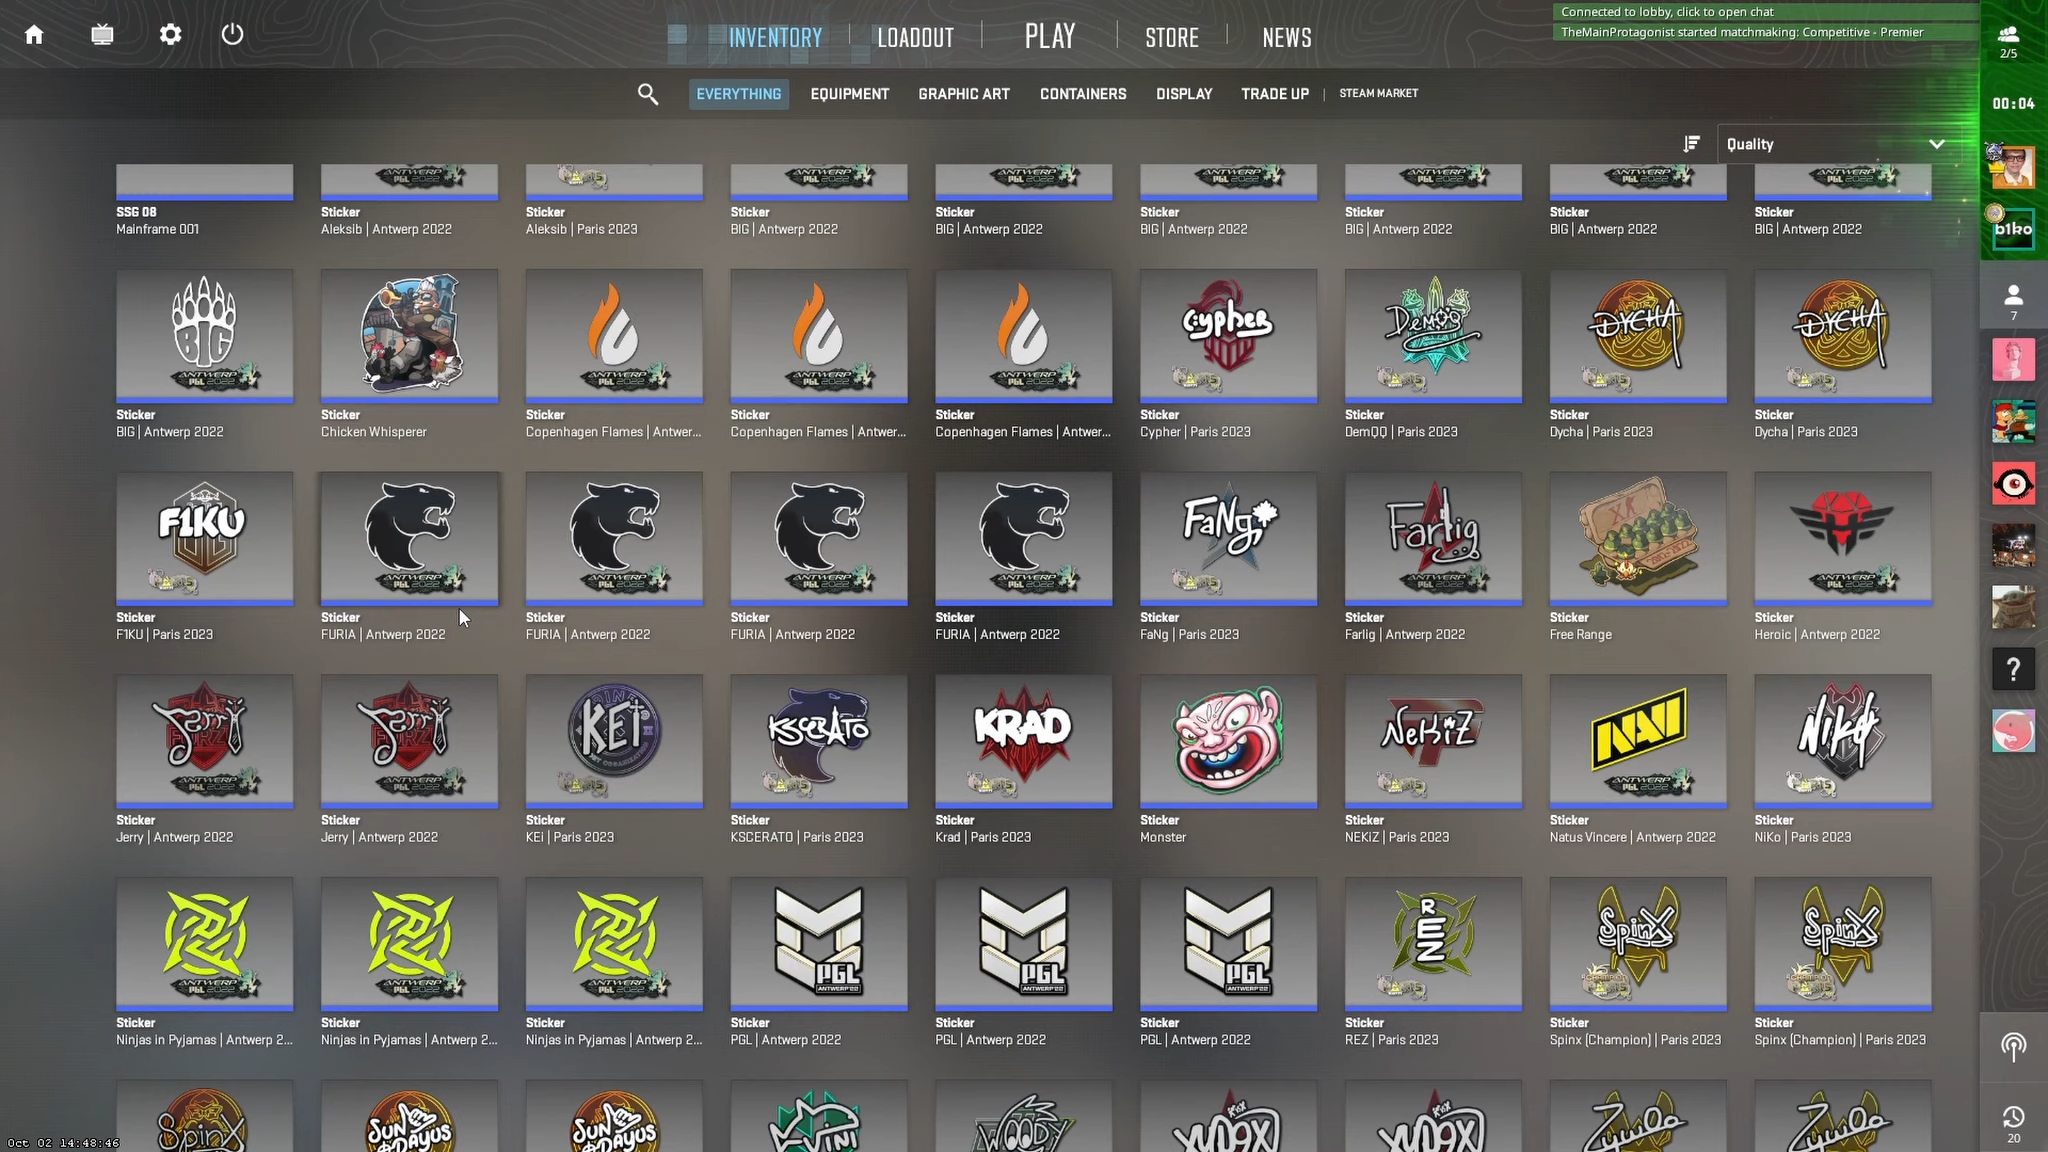 INVENTORY
LOADOUT
PLAY
STORE
NEWS
Connected to lobby, click to open chat
TheMainProtagonist started matchmaking: Competitive - Premier
2/5
EVERYTHING
EQUIPMENT
GRAPHIC ART
CONTAINERS
DISPLAY
TRADE UP
STEAM MARKET
00:04
Quality
b1ko
7
SSG 08
Mainframe 001
Sticker
Aleksib | Antwerp 2022
Sticker
Aleksib | Paris 2023
Sticker
BIG | Antwerp 2022
Sticker
BIG | Antwerp 2022
Sticker
BIG | Antwerp 2022
Sticker
BIG | Antwerp 2022
Sticker
BIG | Antwerp 2022
Sticker
BIG | Antwerp 2022
Sticker
BIG | Antwerp 2022
Sticker
Chicken Whisperer
Sticker
Copenhagen Flames | Antwer...
Sticker
Copenhagen Flames | Antwer...
Sticker
Copenhagen Flames | Antwer...
Sticker
Cypher | Paris 2023
Sticker
DemQQ | Paris 2023
Sticker
Dycha | Paris 2023
Sticker
Dycha | Paris 2023
Sticker
F1KU | Paris 2023
Sticker
FURIA | Antwerp 2022
Sticker
FURIA | Antwerp 2022
Sticker
FURIA | Antwerp 2022
Sticker
FURIA | Antwerp 2022
Sticker
FaNg | Paris 2023
Sticker
Farlig | Antwerp 2022
Sticker
Free Range
Sticker
Heroic | Antwerp 2022
Sticker
Jerry | Antwerp 2022
Sticker
Jerry | Antwerp 2022
Sticker
KEi | Paris 2023
Sticker
KSCERATO | Paris 2023
Sticker
Krad | Paris 2023
Sticker
Monster
Sticker
NEKiZ | Paris 2023
Sticker
Natus Vincere | Antwerp 2022
Sticker
NiKo | Paris 2023
Sticker
Ninjas in Pyjamas | Antwerp 2...
Sticker
Ninjas in Pyjamas | Antwerp 2...
Sticker
Ninjas in Pyjamas | Antwerp 2...
Sticker
PGL | Antwerp 2022
Sticker
PGL | Antwerp 2022
Sticker
PGL | Antwerp 2022
Sticker
REZ | Paris 2023
Sticker
Spinx (Champion) | Paris 2023
Sticker
Spinx (Champion) | Paris 2023
Oct 02 14:48:46
20